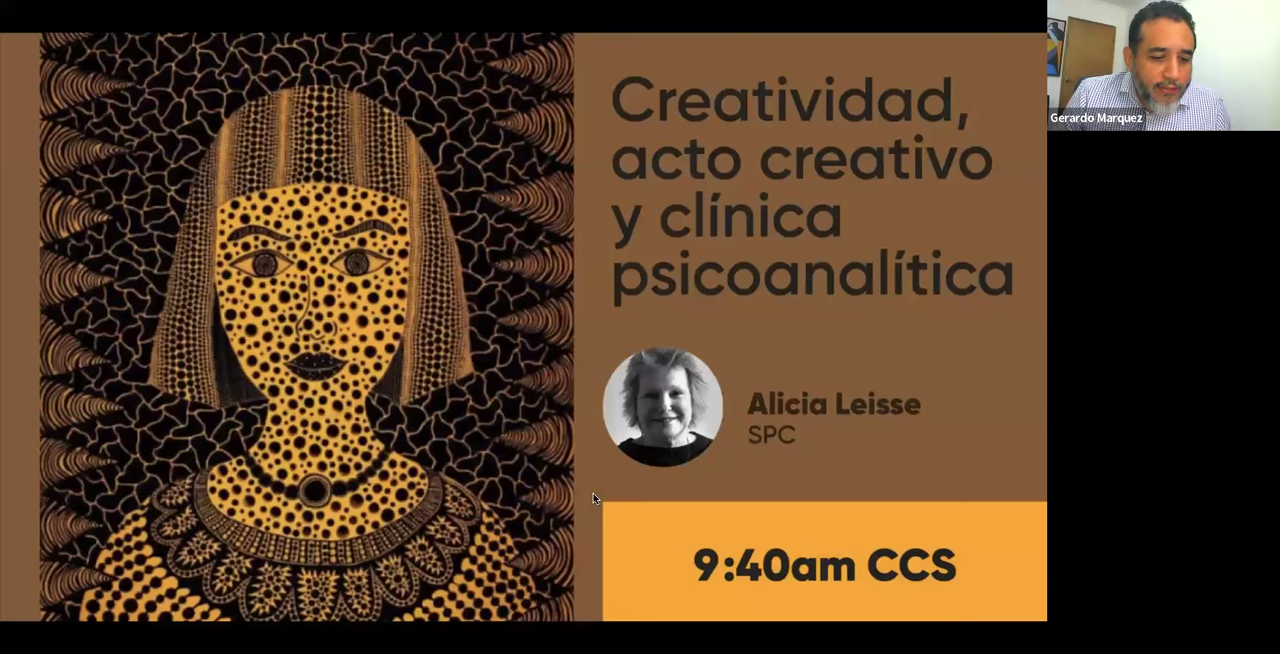 Creatividad,
acto creativo
y clínica
psicoanalítica
Alicia Leisse
SPC
9:40am CCS
Gerardo Marquez